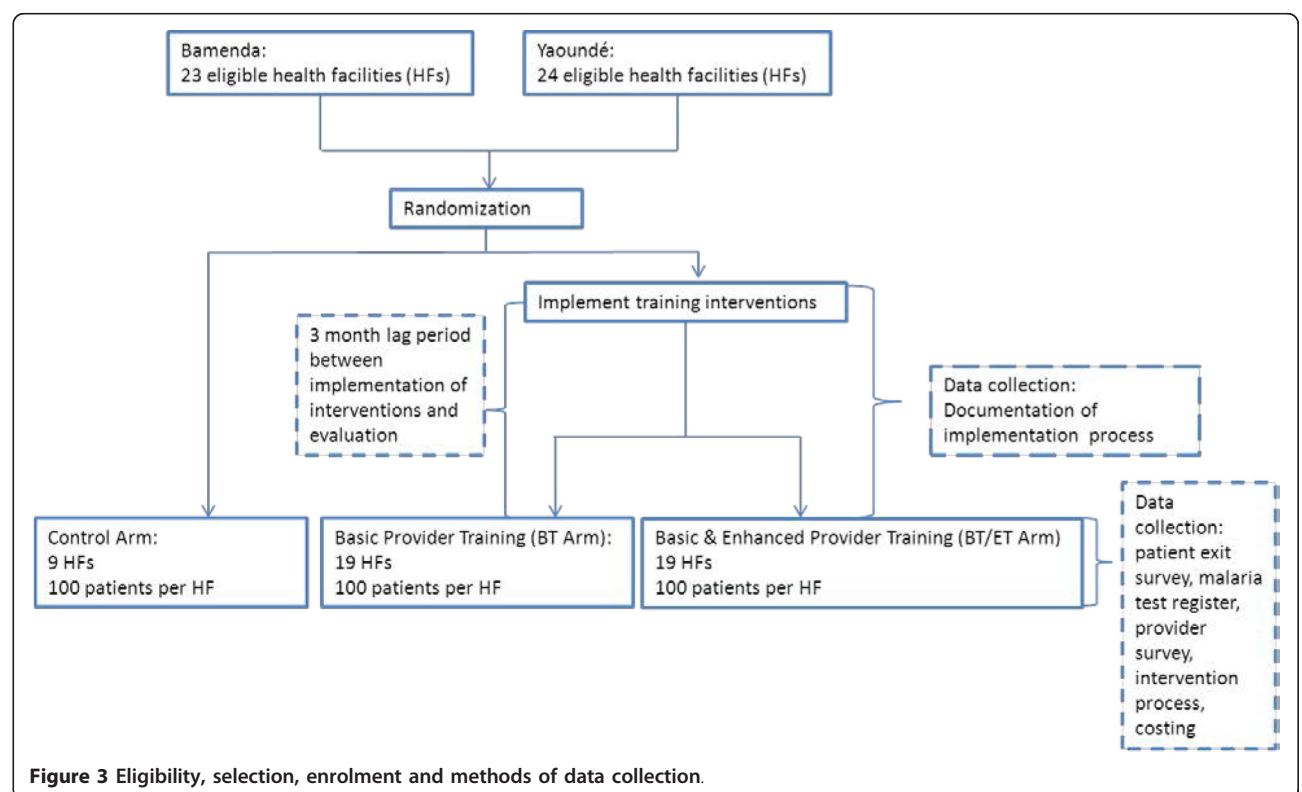 Bamenda:
23 eligible health facilities (HFs)
Yaoundé:
24 eligible health facilities (HFs)
Randomization
Implement training interventions
3 month lag period
between
implementation of
interventions and
evaluation
Data collection:
Documentation of
implementation process
Control Arm:
9 HFs
100 patients per HF
Basic Provider Training (BT Arm):
19 HFs
100 patients per HF
Basic & Enhanced Provider Training (BT/ET Arm)
19 HFs
100 patients per HF
Data
collection:
patient exit
survey, malaria
test register,
provider
survey,
intervention
process,
costing
Figure 3 Eligibility, selection, enrolment and methods of data collection.